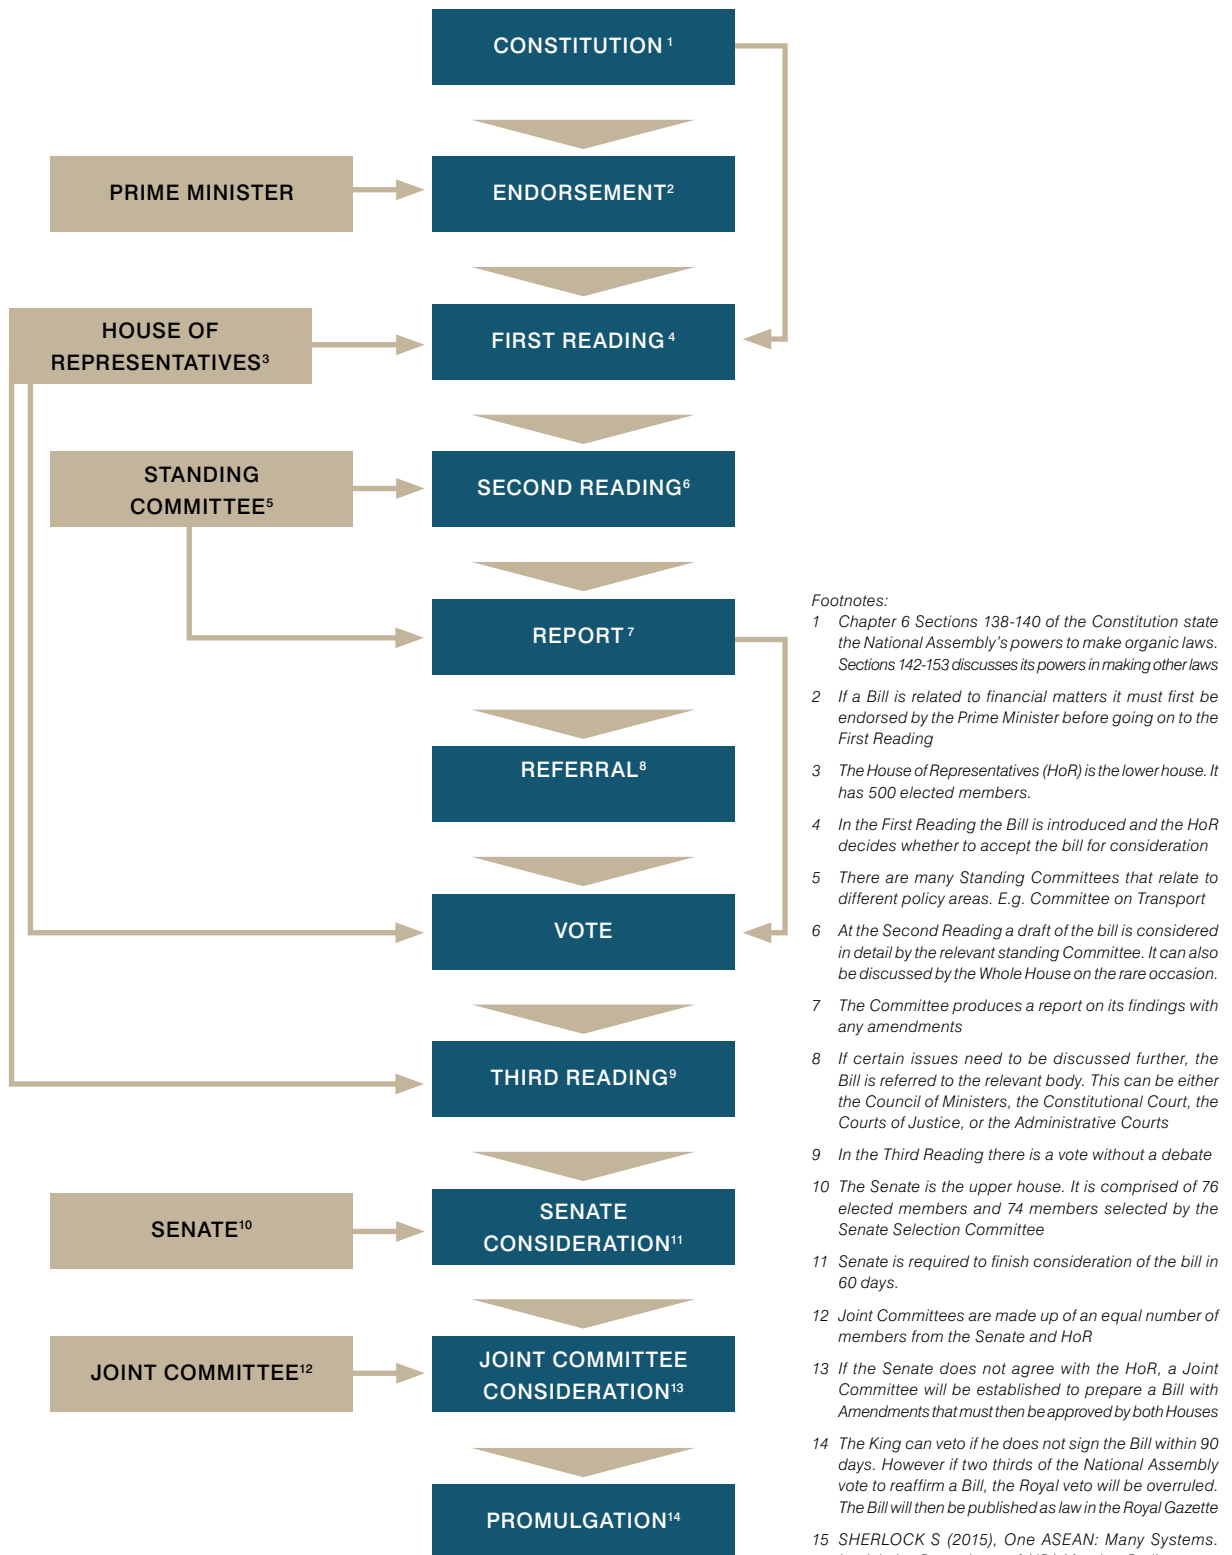 CONSTITUTION 1
PRIME MINISTER
ENDORSEMENT2
HOUSE OF
REPRESENTATIVES3
FIRST READING 4
STANDING
COMMITTEE5
SECOND READING6
REPORT 7
REFERRAL8
VOTE
THIRD READING9
SENATE10
SENATE
CONSIDERATION11
JOINT COMMITTEE12
JOINT COMMITTEE
CONSIDERATION13
PROMULGATION14
Footnotes:
1 Chapter 6 Sections 138-140 of the Constitution state
the National Assembly's powers to make organic laws.
Sections 142-153 discusses its powers in making other laws
2 If a Bill is related to financial matters it must first be
endorsed by the Prime Minister before going on to the
First Reading
3 The House of Representatives (HoR) is the lower house. It
has 500 elected members.
4 In the First Reading the Bill is introduced and the HoR
decides whether to accept the bill for consideration
5 There are many Standing Committees that relate to
different policy areas. E.g. Committee on Transport
6 At the Second Reading a draft of the bill is considered
in detail by the relevant standing Committee. It can also
be discussed by the Whole House on the rare occasion.
7 The Committee produces a report on its findings with
any amendments
8 If certain issues need to be discussed further, the
Bill is referred to the relevant body. This can be either
the Council of Ministers, the Constitutional Court, the
Courts of Justice, or the Administrative Courts
9 In the Third Reading there is a vote without a debate
10 The Senate is the upper house. It is comprised of 76
elected members and 74 members selected by the
Senate Selection Committee
11 Senate is required to finish consideration of the bill in
60 days.
12 Joint Committees are made up of an equal number of
members from the Senate and HoR
13 If the Senate does not agree with the HoR, a Joint
Committee will be established to prepare a Bill with
Amendments that must then be approved by both Houses
14 The King can veto if he does not sign the Bill within 90
days. However if two thirds of the National Assembly
vote to reaffirm a Bill, the Royal veto will be overruled.
The Bill will then be published as law in the Royal Gazette
15 SHERLOCK S (2015), One ASEAN: Many Systems.